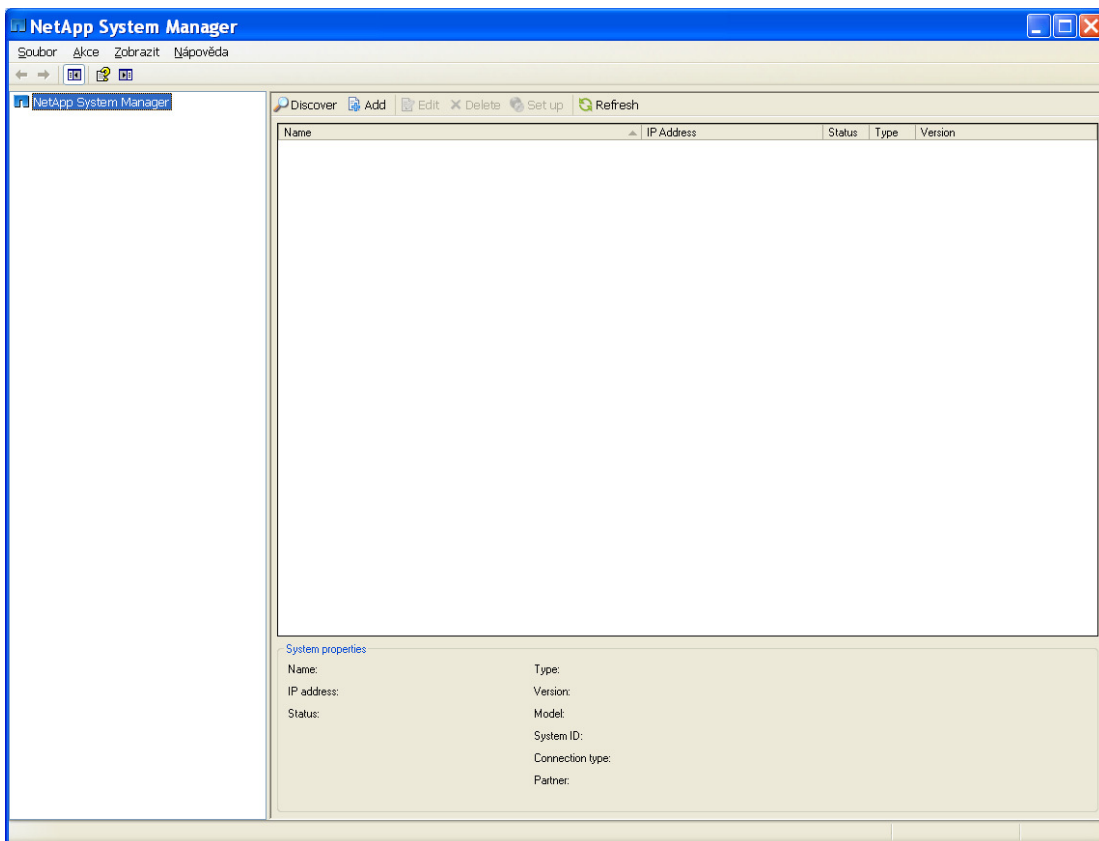 NetApp System Manager
Soubor Akce Zobrazit Nápověda
NetApp System Manager
Discover Add Edit Delete Set up Refresh
Name IP Address Status Type Version
System properties
Name: Type:
IP address: Version:
Status: Model:
System ID:
Connection type:
Partner: